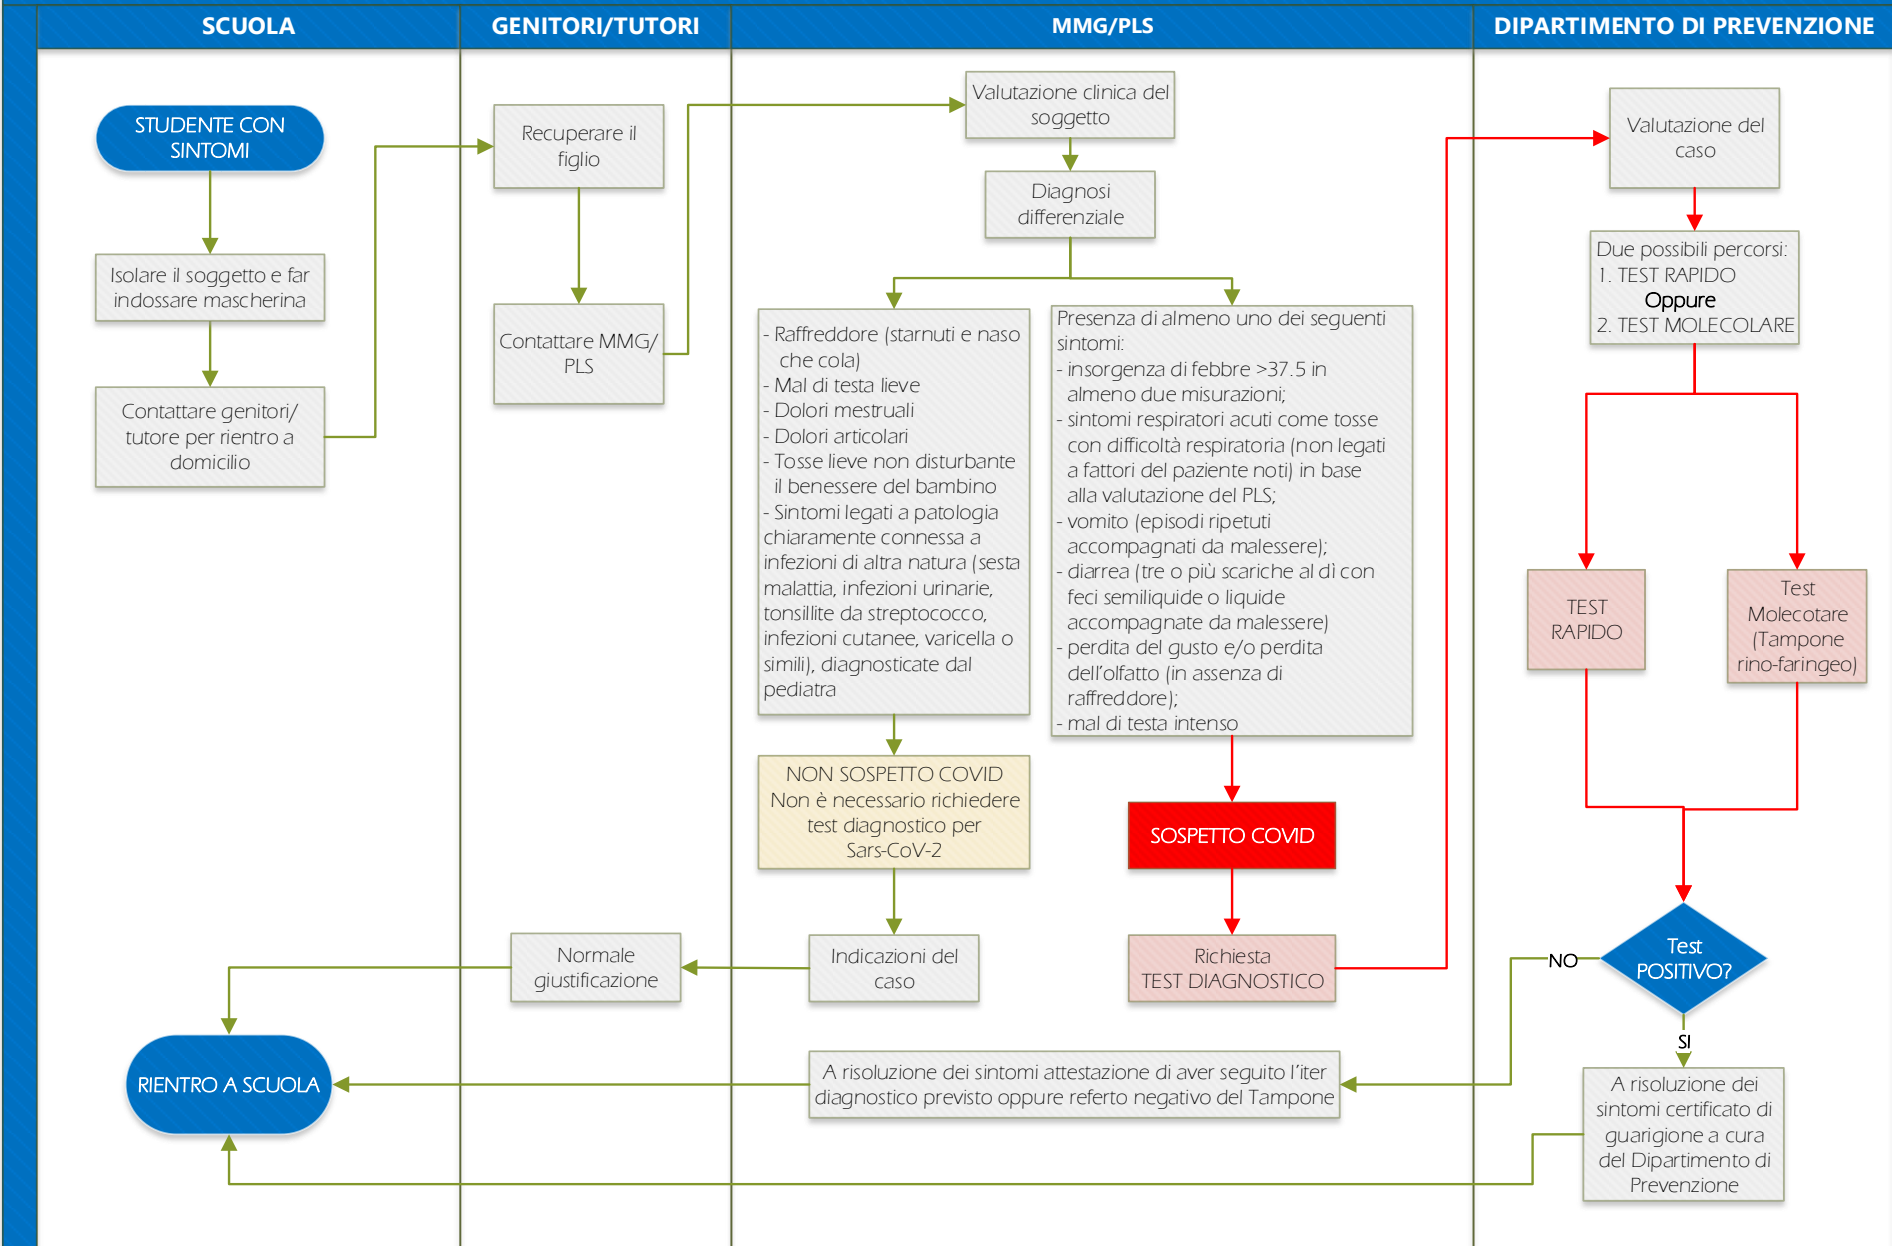 SCUOLA
GENITORI/TUTORI
MMG/PLS
DIPARTIMENTO DI PREVENZIONE
STUDENTE CON
SINTOMI
Isolare il soggetto e far
indossare mascherina
Contattare genitori/
tutore per rientro a
domicilio
Recuperare il
figlio
Contattare MMG/
PLS
Valutazione clinica del
soggetto
Diagnosi
differenziale
- Raffreddore (starnuti e naso
che cola)
- Mal di testa lieve
- Dolori mestruali
- Dolori articolari
- Tosse lieve non disturbante
il benessere del bambino
- Sintomi legati a patologia
chiaramente connessa a
infezioni di altra natura (sesta
malattia, infezioni urinarie,
tonsillite da streptococco,
infezioni cutanee, varicella o
simili), diagnosticate dal
pediatra
Presenza di almeno uno dei seguenti
sintomi:
- insorgenza di febbre >37.5 in
almeno due misurazioni;
- sintomi respiratori acuti come tosse
con difficoltà respiratoria (non legati
a fattori del paziente noti) in base
alla valutazione del PLS;
- vomito (episodi ripetuti
accompagnati da malessere);
- diarrea (tre o più scariche al dì con
feci semiliquide o liquide
accompagnate da malessere)
- perdita del gusto e/o perdita
dell'olfatto (in assenza di
raffreddore);
- mal di testa intenso
NON SOSPETTO COVID
Non è necessario richiedere
test diagnostico per
Sars-CoV-2
SOSPETTO COVID
Richiesta
TEST DIAGNOSTICO
Indicazioni del
caso
Normale
giustificazione
RIENTRO A SCUOLA
Valutazione del
caso
Due possibili percorsi:
1. TEST RAPIDO
Oppure
2. TEST MOLECOLARE
TEST
RAPIDO
Test
Molecotare
(Tampone
rino-faringeo)
Test
POSITIVO?
NO
SI
A risoluzione dei sintomi attestazione di aver seguito l'iter
diagnostico previsto oppure referto negativo del Tampone
A risoluzione dei
sintomi certificato di
guarigione a cura
del Dipartimento di
Prevenzione